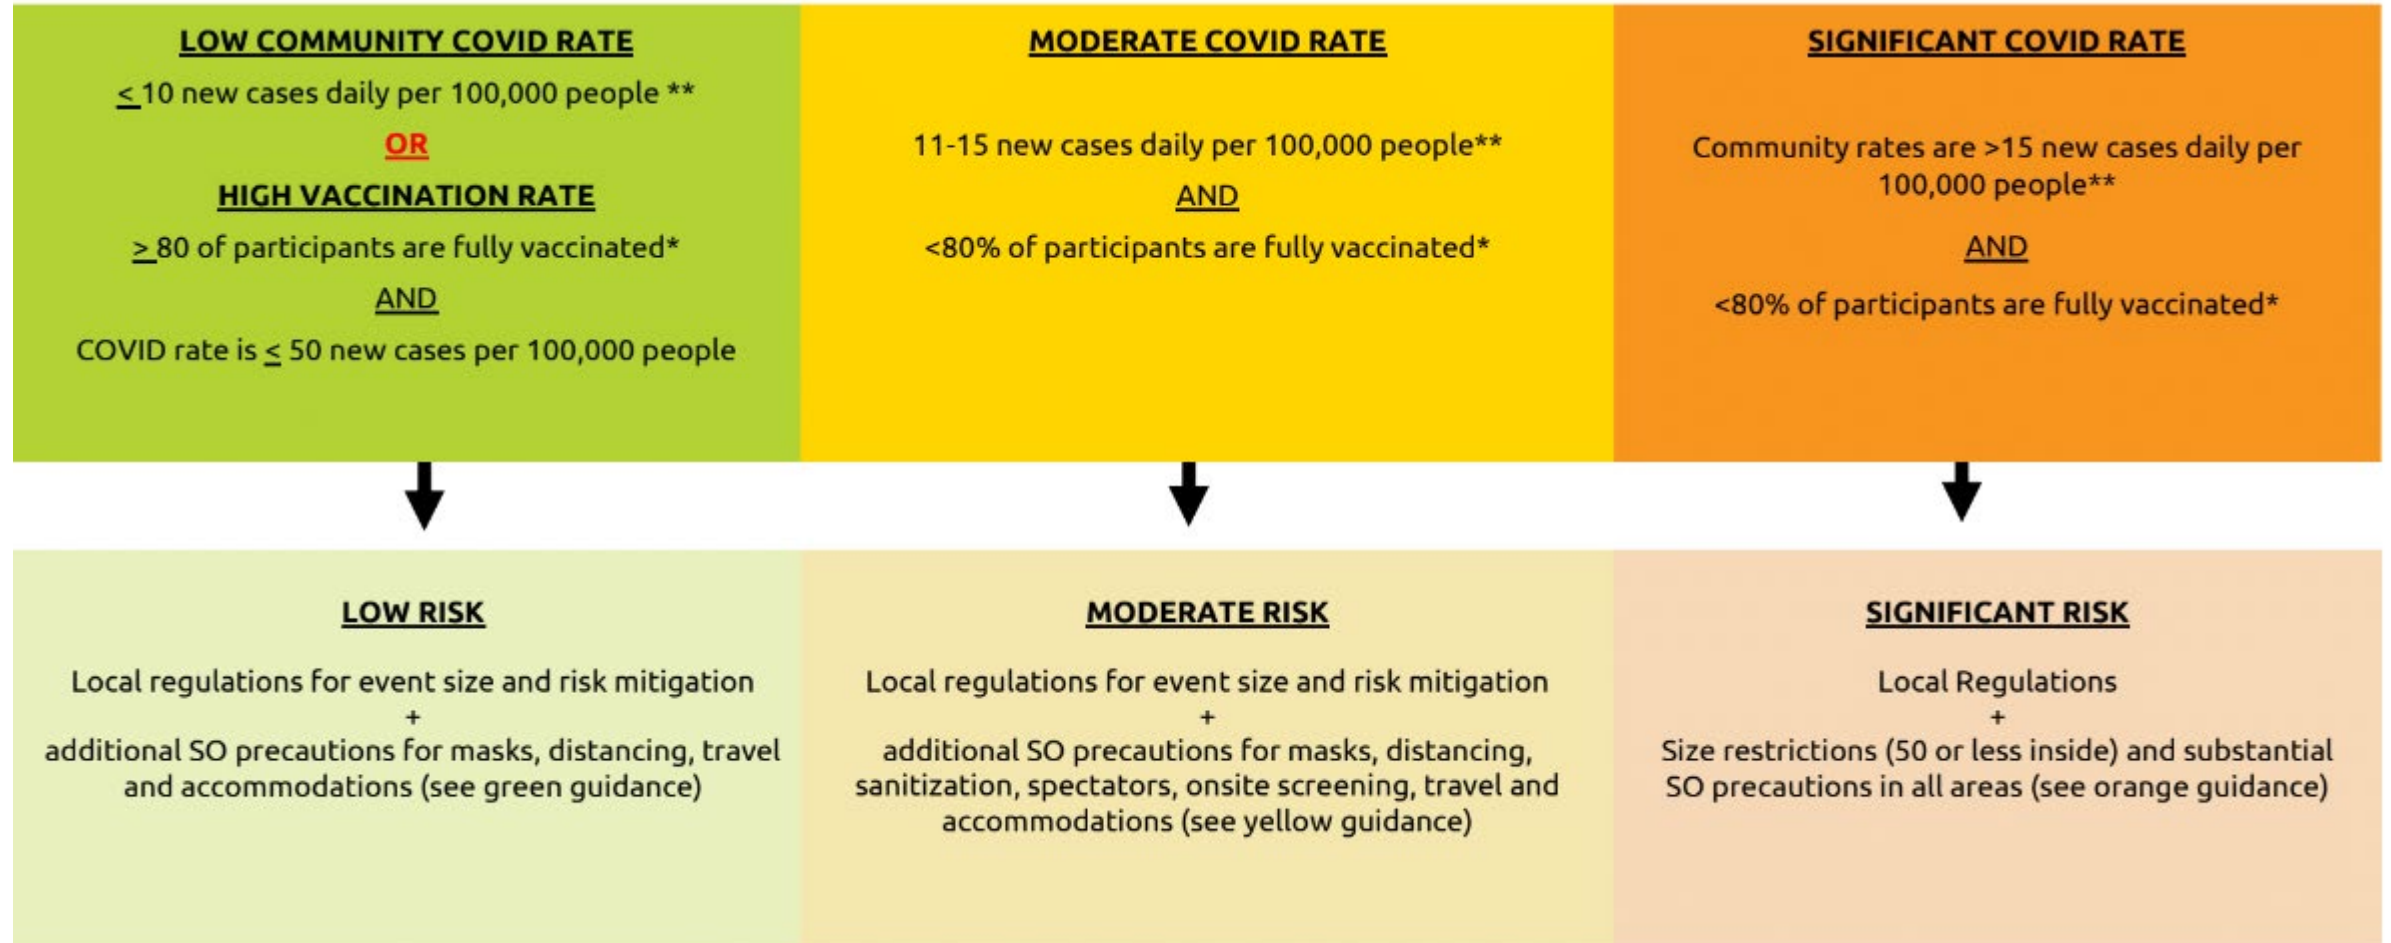 LOW COMMUNITY COVID RATE
< 10 new cases daily per 100,000 people **
OR
HIGH VACCINATION RATE
> 80 of participants are fully vaccinated*
AND
COVID rate is < 50 new cases per 100,000 people
MODERATE COVID RATE
11-15 new cases daily per 100,000 people**
AND
<80% of participants are fully vaccinated*
SIGNIFICANT COVID RATE
Community rates are >15 new cases daily per
100,000 people**
AND
<80% of participants are fully vaccinated*
LOW RISK
Local regulations for event size and risk mitigation
+
additional SO precautions for masks, distancing, travel
and accommodations (see green guidance)
MODERATE RISK
Local regulations for event size and risk mitigation
+
additional SO precautions for masks, distancing,
sanitization, spectators, onsite screening, travel and
accommodations (see yellow guidance)
SIGNIFICANT RISK
Local Regulations
+
Size restrictions (50 or less inside) and substantial
SO precautions in all areas (see orange guidance)